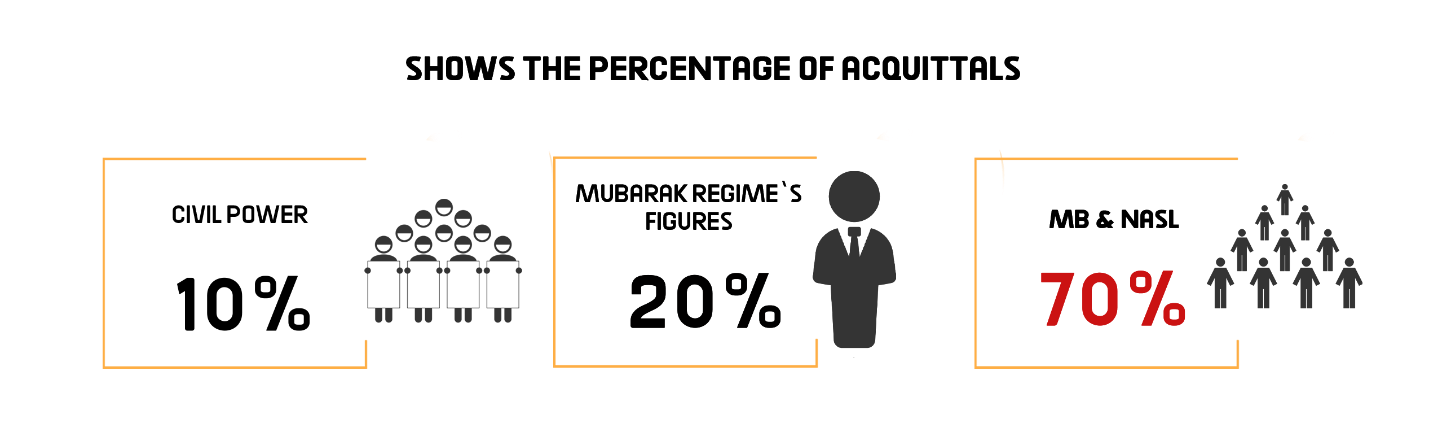 SHOWS THE PERCENTAGE OF ACQUITTALS
CIVIL POWER
10%
MUBARAK REGIME`S
FIGURES
20%
MB & NASL
70%